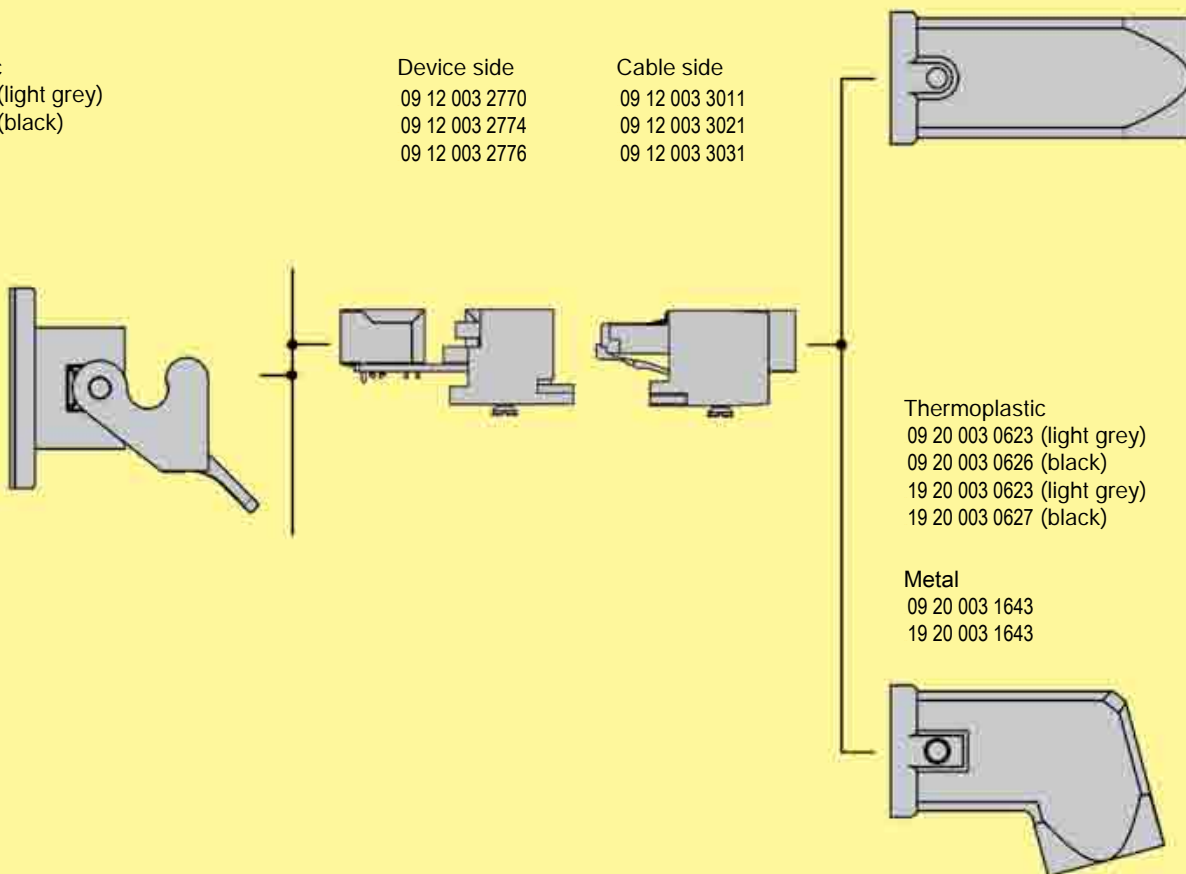 (light grey)
(black)
Device side
09 12 003 2770
09 12 003 2774
09 12 003 2776
Cable side
09 12 003 3011
09 12 003 3021
09 12 003 3031
Thermoplastic
09 20 003 0623 (light grey)
09 20 003 0626 (black)
19 20 003 0623 (light grey)
19 20 003 0627 (black)
Metal
09 20 003 1643
19 20 003 1643